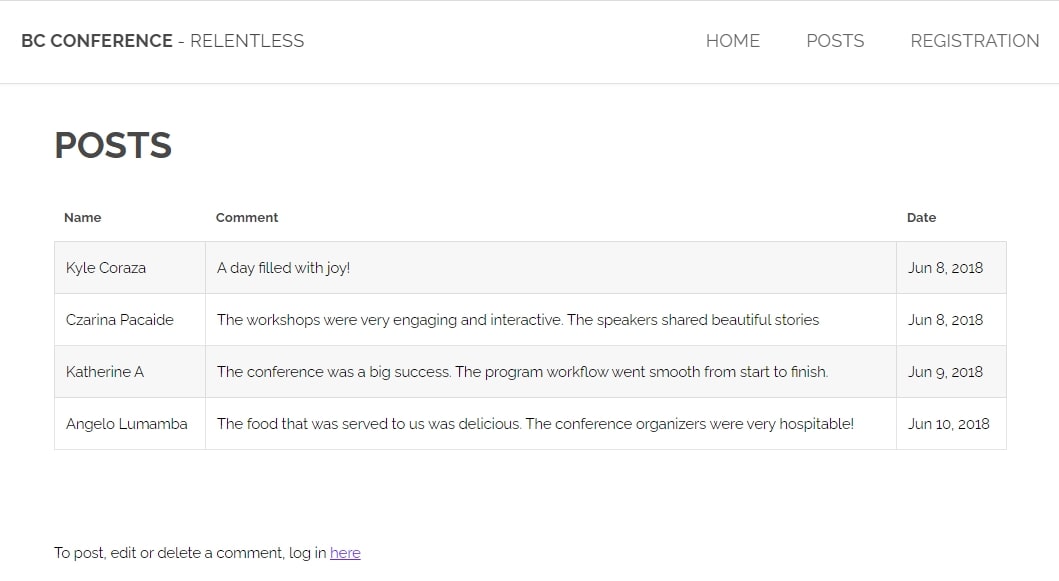 BC CONFERENCE - RELENTLESS HOME POSTS REGISTRATION
POSTS
Name Comment Date
Kyle Coraza A day filled with joy! Jun 8, 2018
Czarina Pacaide The workshops were very engaging and interactive. The speakers shared beautiful stories Jun 8, 2018
Katherine A The conference was a big success. The program workflow went smooth from start to finish. Jun 9, 2018
Angelo Lumamba The food that was served to us was delicious. The conference organizers were very hospitable! Jun 10, 2018
To post, edit or delete a comment, log in here